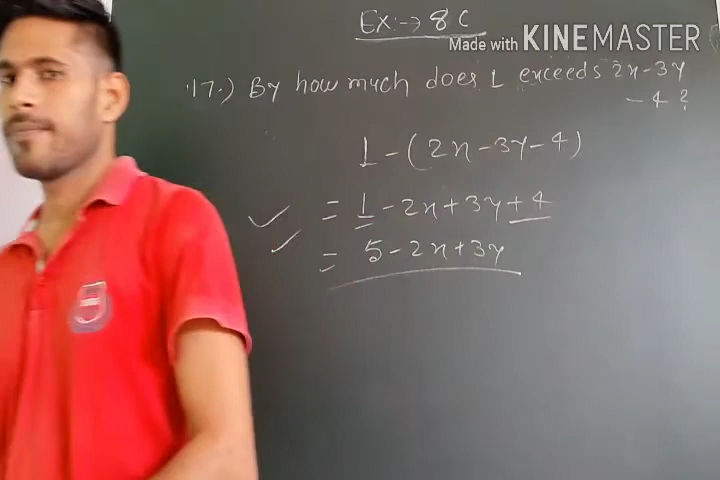 Ex:-> 8C
Made with KINEMASTER
17.) By how much does 1 exceeds 2x-3y
-4 ?
1-(2x-3y-4)
= 1-2x+3y+4
= 5-2x+3y